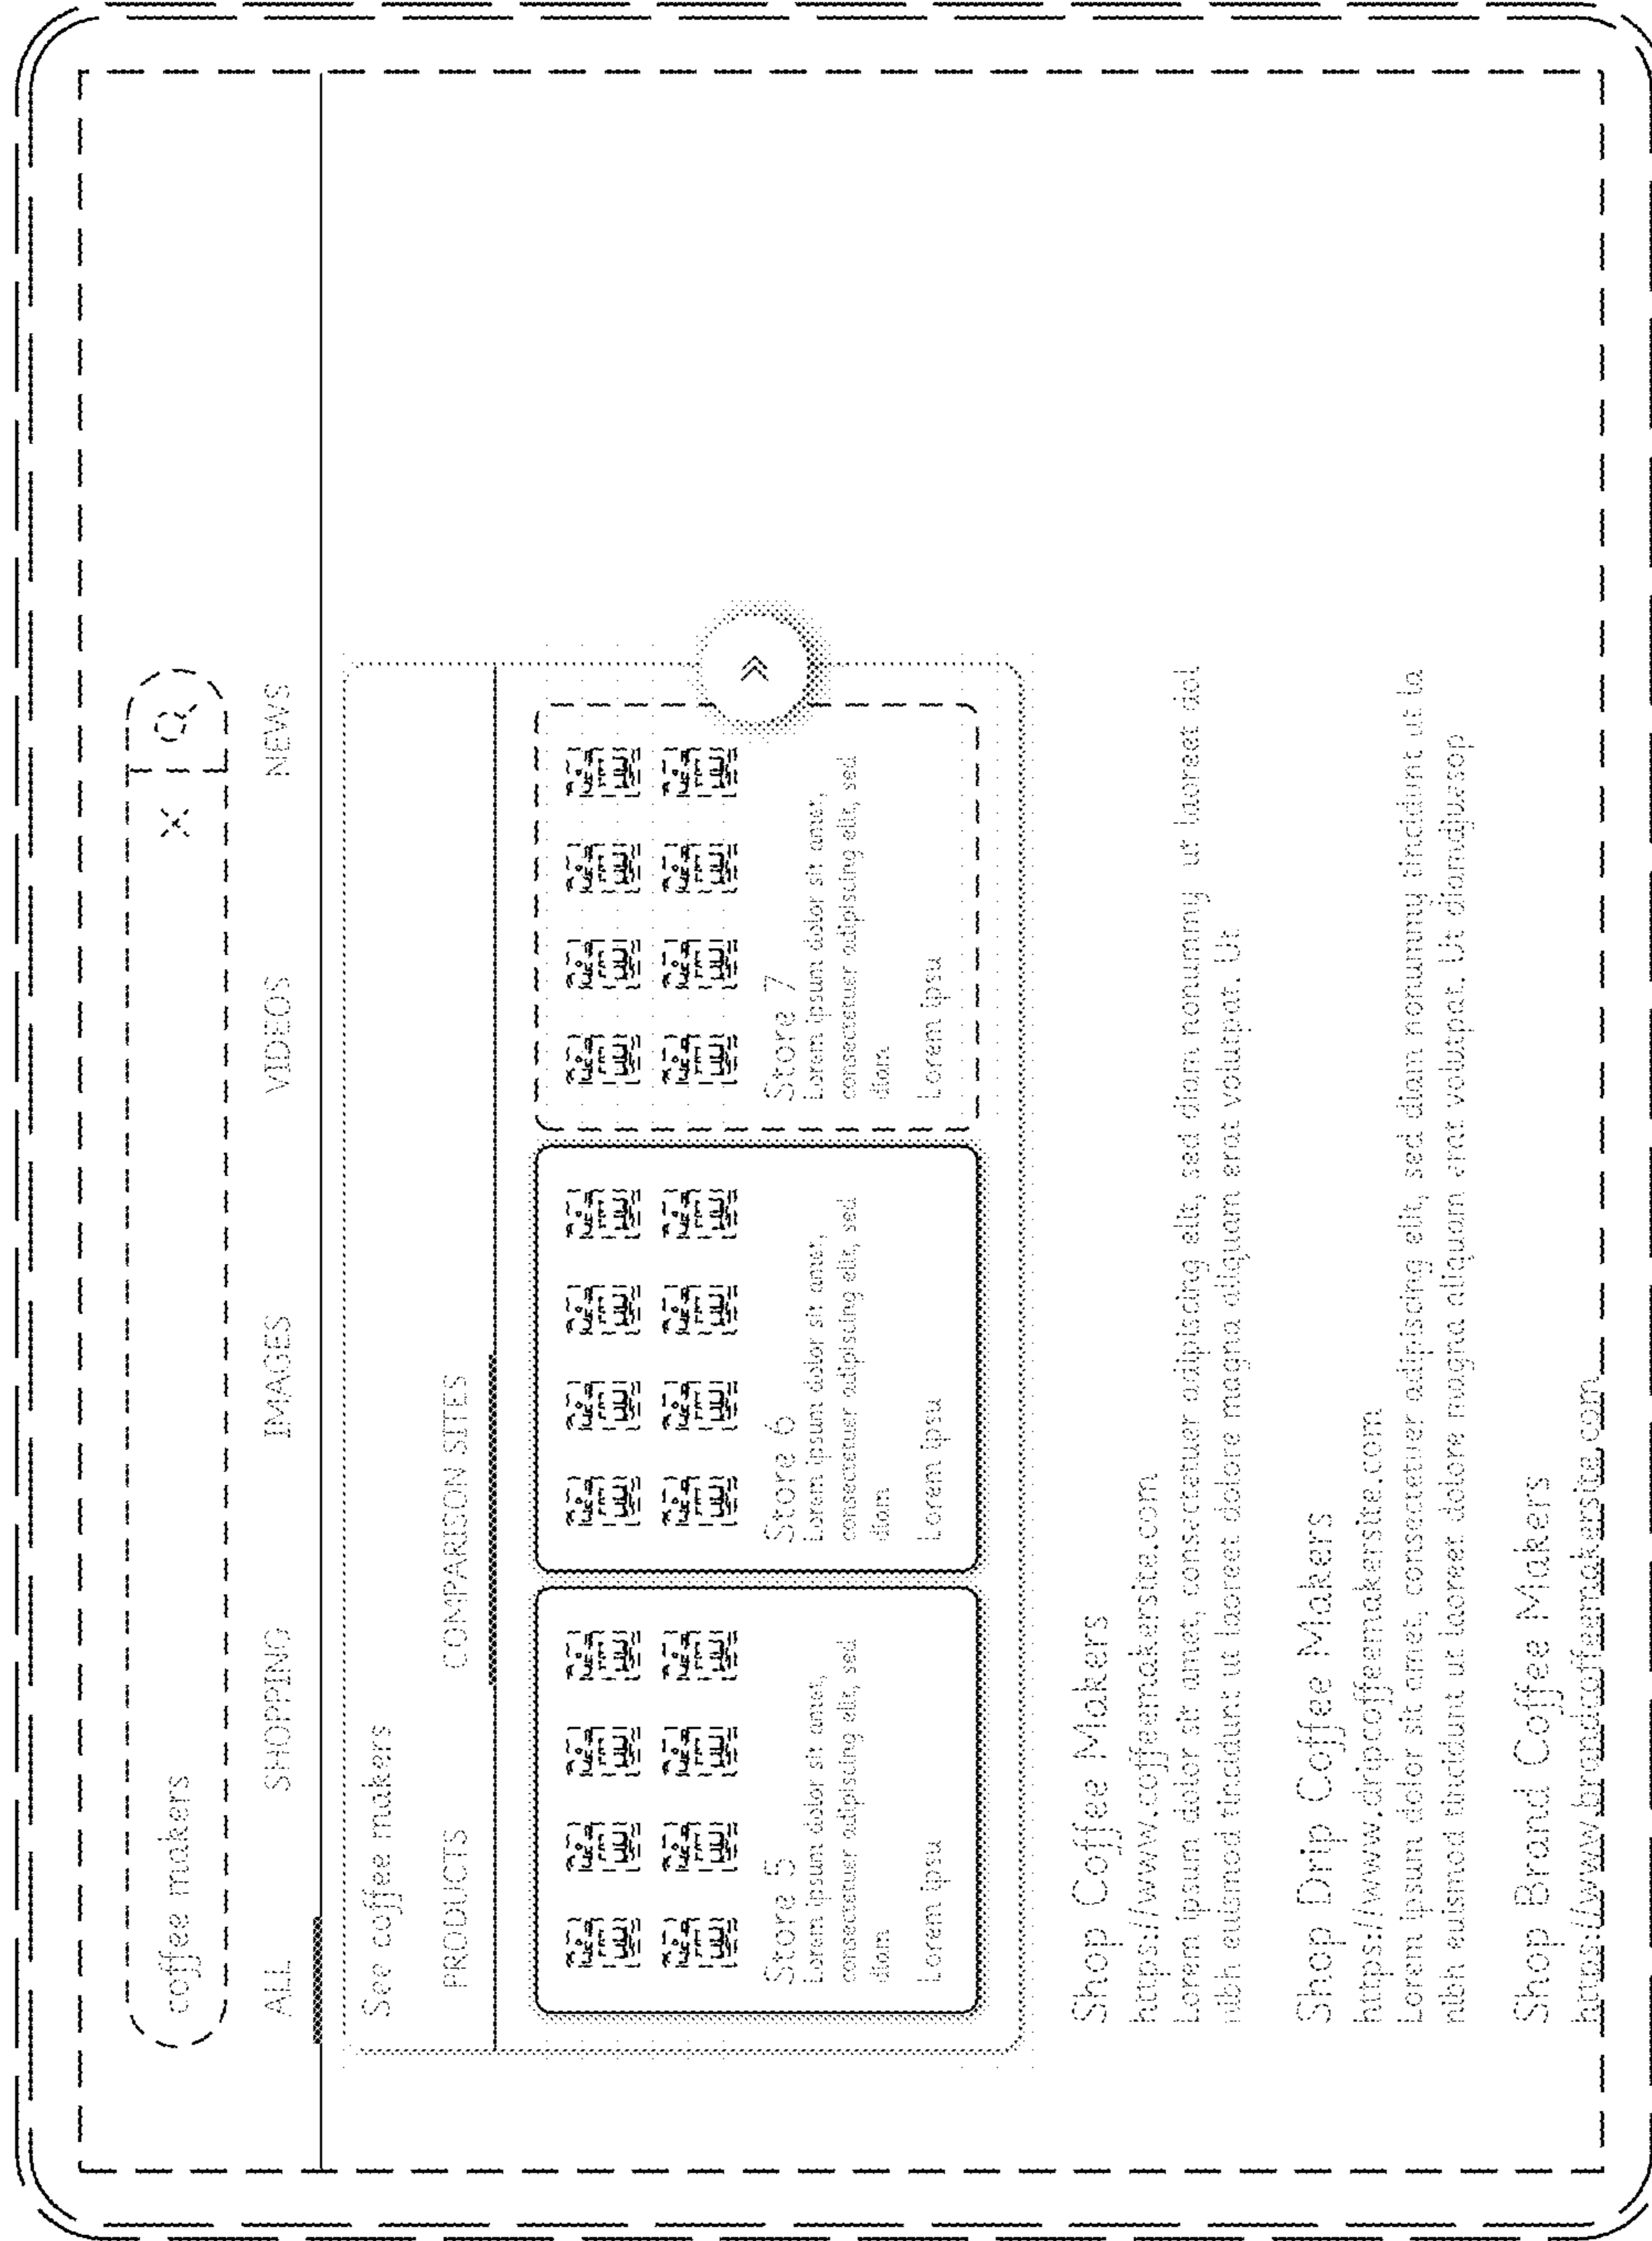 coffee makers X
ALL SHOPPING IMAGES VIDEOS NEWS
See coffee makers
PRODUCTS COMPARISON SITES
Store 5
Lorem ipsum dolor sit amet,
consectetuer adipiscing elit, sed
diam
Lorem ipsu
Store 6
Lorem ipsum dolor sit amet,
consectetuer adipiscing elit, sed
diam
Lorem ipsu
Store 7
Lorem ipsum dolor sit amet,
consectetuer adipiscing elit, sed
diam
Lorem ipsu
Shop Coffee Makers
https://www.coffeemakersite.com
Lorem ipsum dolor sit amet, consectetuer adipiscing elit, sed diam nonummy ut laoreet dol
nibh euismod tincidunt ut laoreet dolore magna aliquam erat volutpat. Ut
Shop Drip Coffee Makers
https://www.dripcoffeemakersite.com
Lorem ipsum dolor sit amet, consectetuer adipiscing elit, sed diam nonummy tincidunt ut la
nibh euismod tincidunt ut laoreet dolore magna aliquam volutpat. Ut
Shop Brand Coffee Makers
https://www.brandcoffeemakersite.com